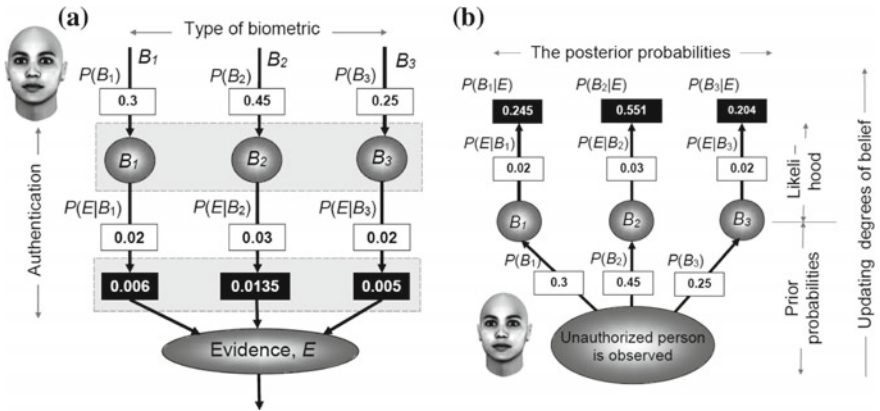 (a)
Type of biometric
B1
B2
B3
P(B1)
P(B2)
P(B3)
0.3
0.45
0.25
B1
B2
B3
Authentication
P(E|B1)
P(E|B2)
P(E|B3)
0.02
0.03
0.02
0.006
0.0135
0.005
Evidence, E
(b)
The posterior probabilities
P(B1|E)
P(B2|E)
P(B3|E)
0.245
0.551
0.204
P(E|B1)
P(E|B2)
P(E|B3)
0.02
0.03
0.02
B1
B2
B3
P(B1)
P(B2)
P(B3)
0.3
0.45
0.25
Unauthorized person
is observed
Likeli –
hood
Prior
probabilities
Updating degrees of belief